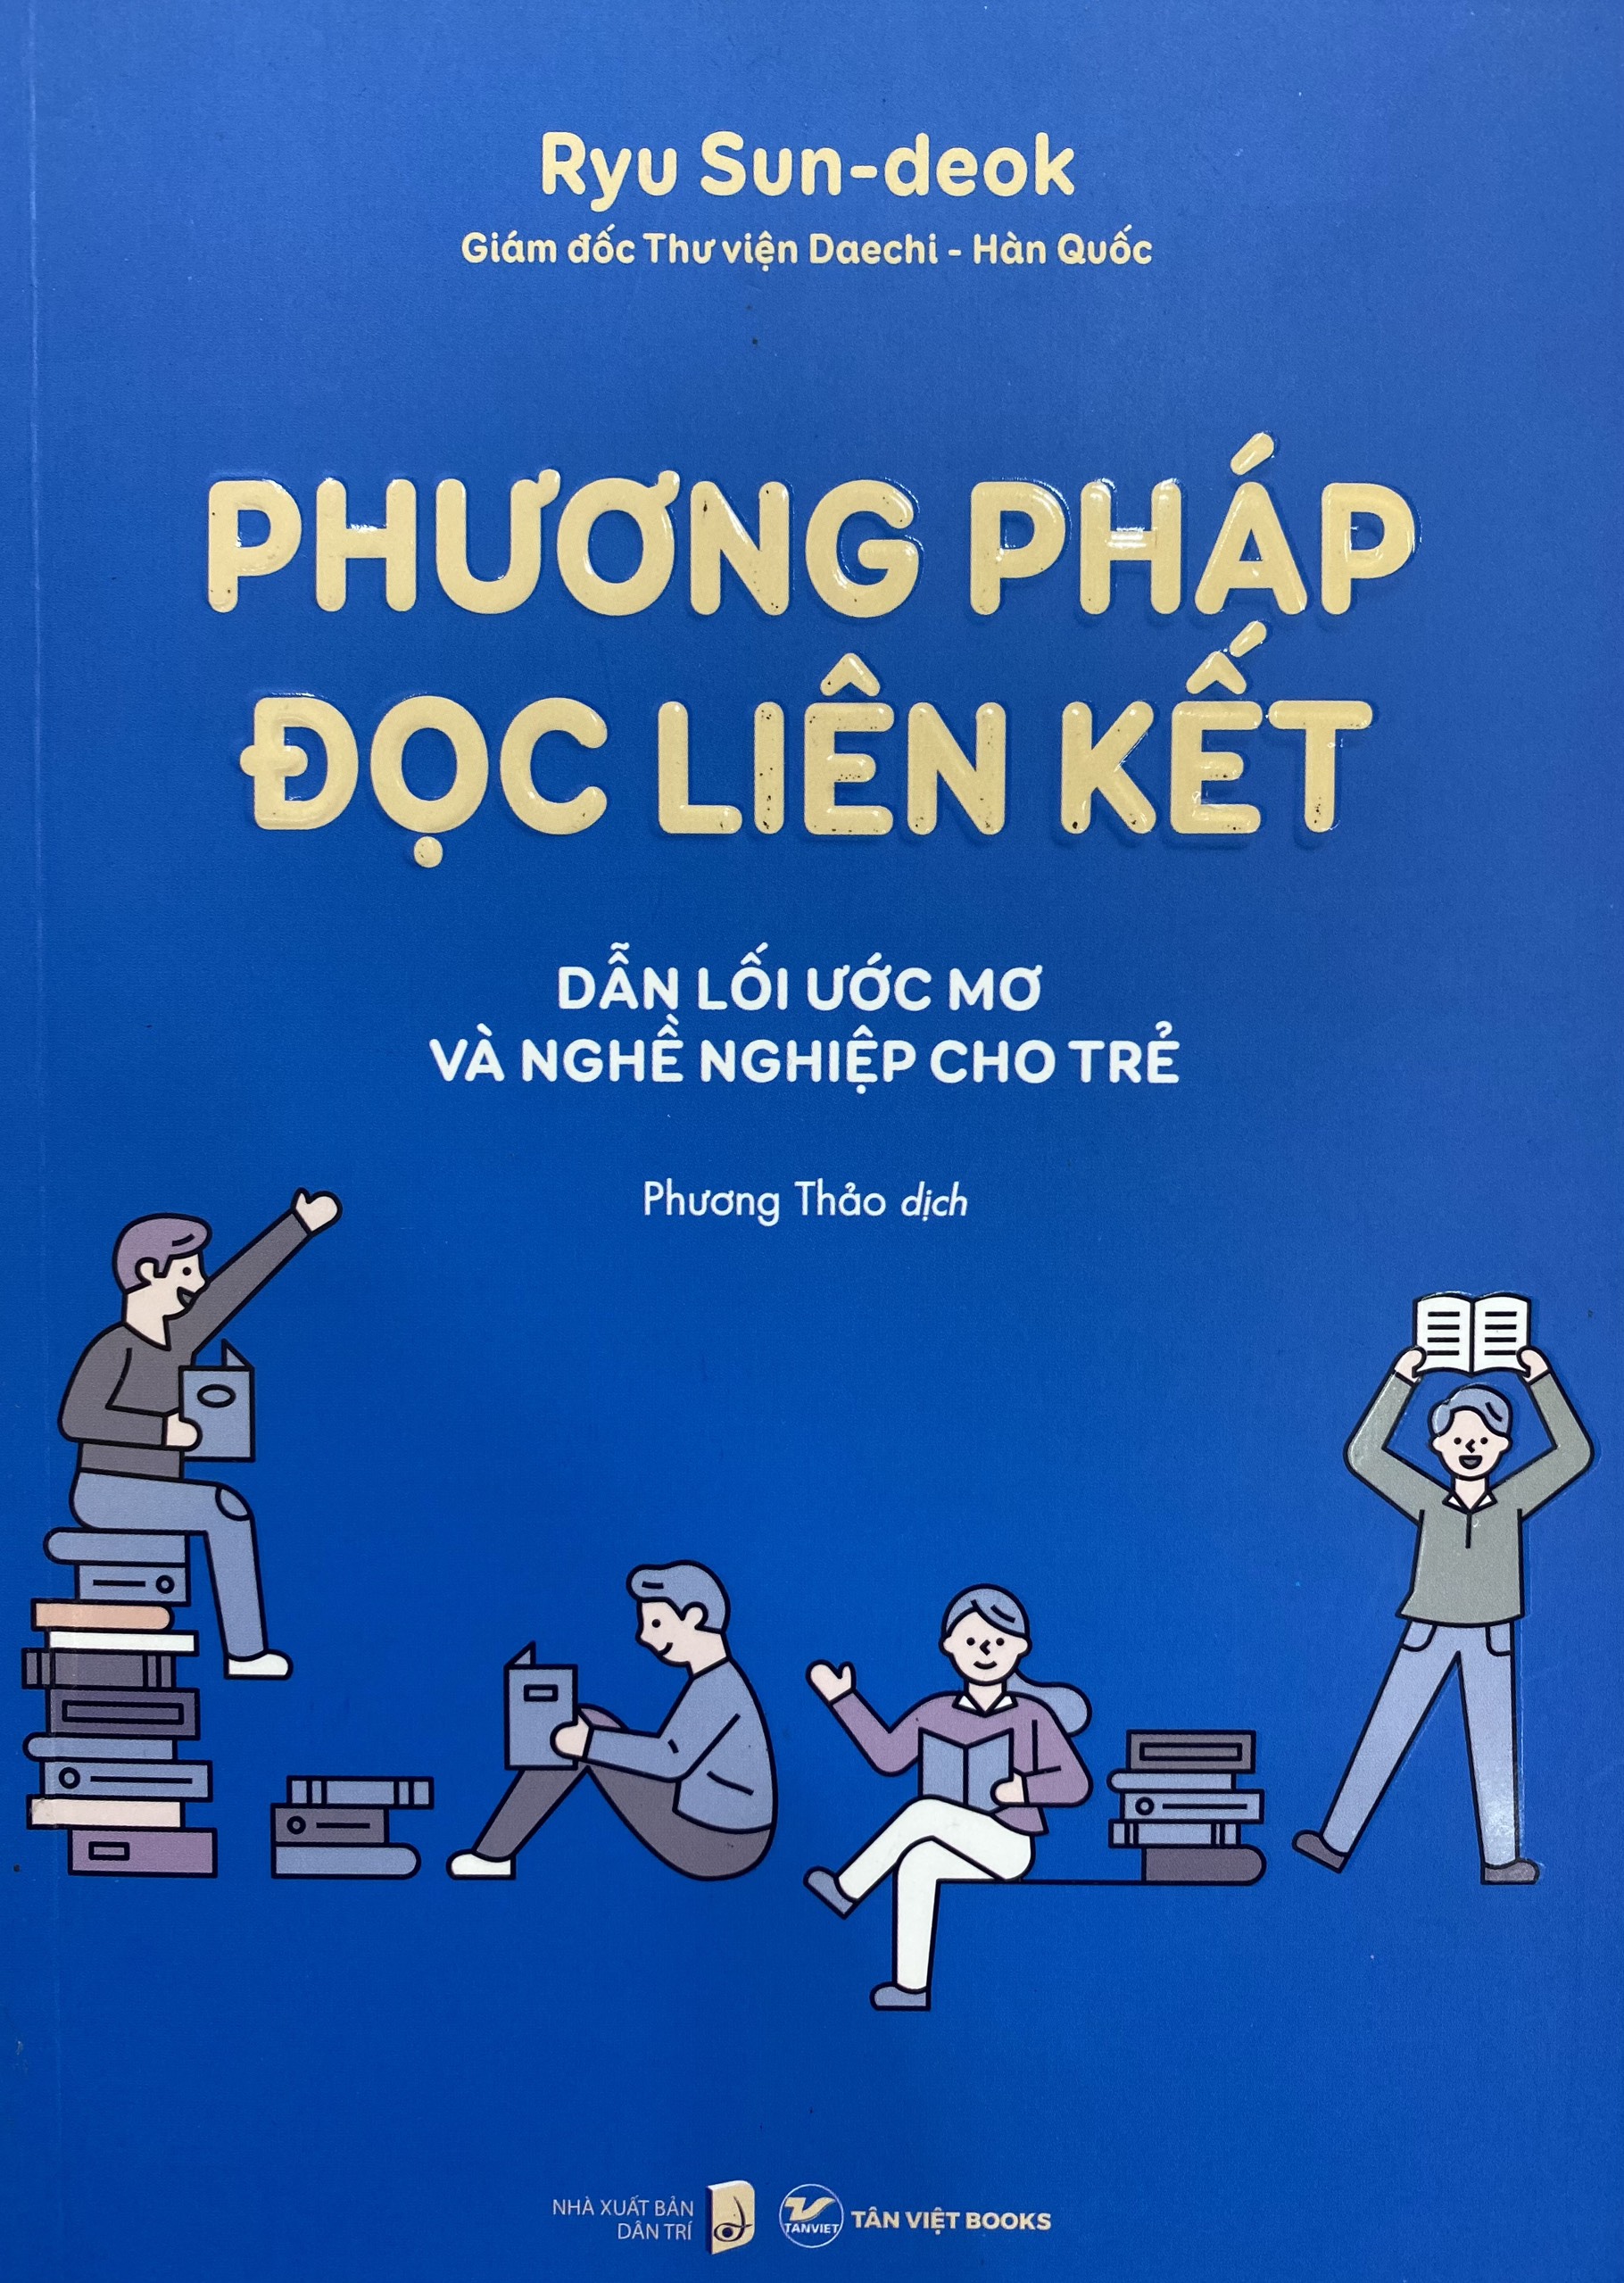 Ryu Sun-deok
Giám đốc Thư viện Daechi - Hàn Quốc
PHƯƠNG PHÁP
ĐỌC LIÊN KẾT
DẪN LỐI ƯỚC MƠ
VÀ NGHỀ NGHIỆP CHO TRẺ
Phương Thảo dịch
NHÀ XUẤT BẢN
DÂN TRÍ
TANVIET
TÂN VIỆT BOOKS